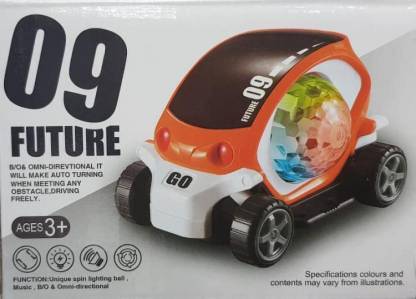 09
FUTURE
B/O& OMNI-DIREVTIONAL IT
WILL MAKE AUTO TURNING
WHEN MEETING ANY
OBSTACLE,DRIVING
FREELY.
AGES 3+
FUNCTION:Unique spin lighting bell ,
Music , B/O & Omni-directional
FUTURE 09
GO
Specifications colours and
contents may vary from illustrations.